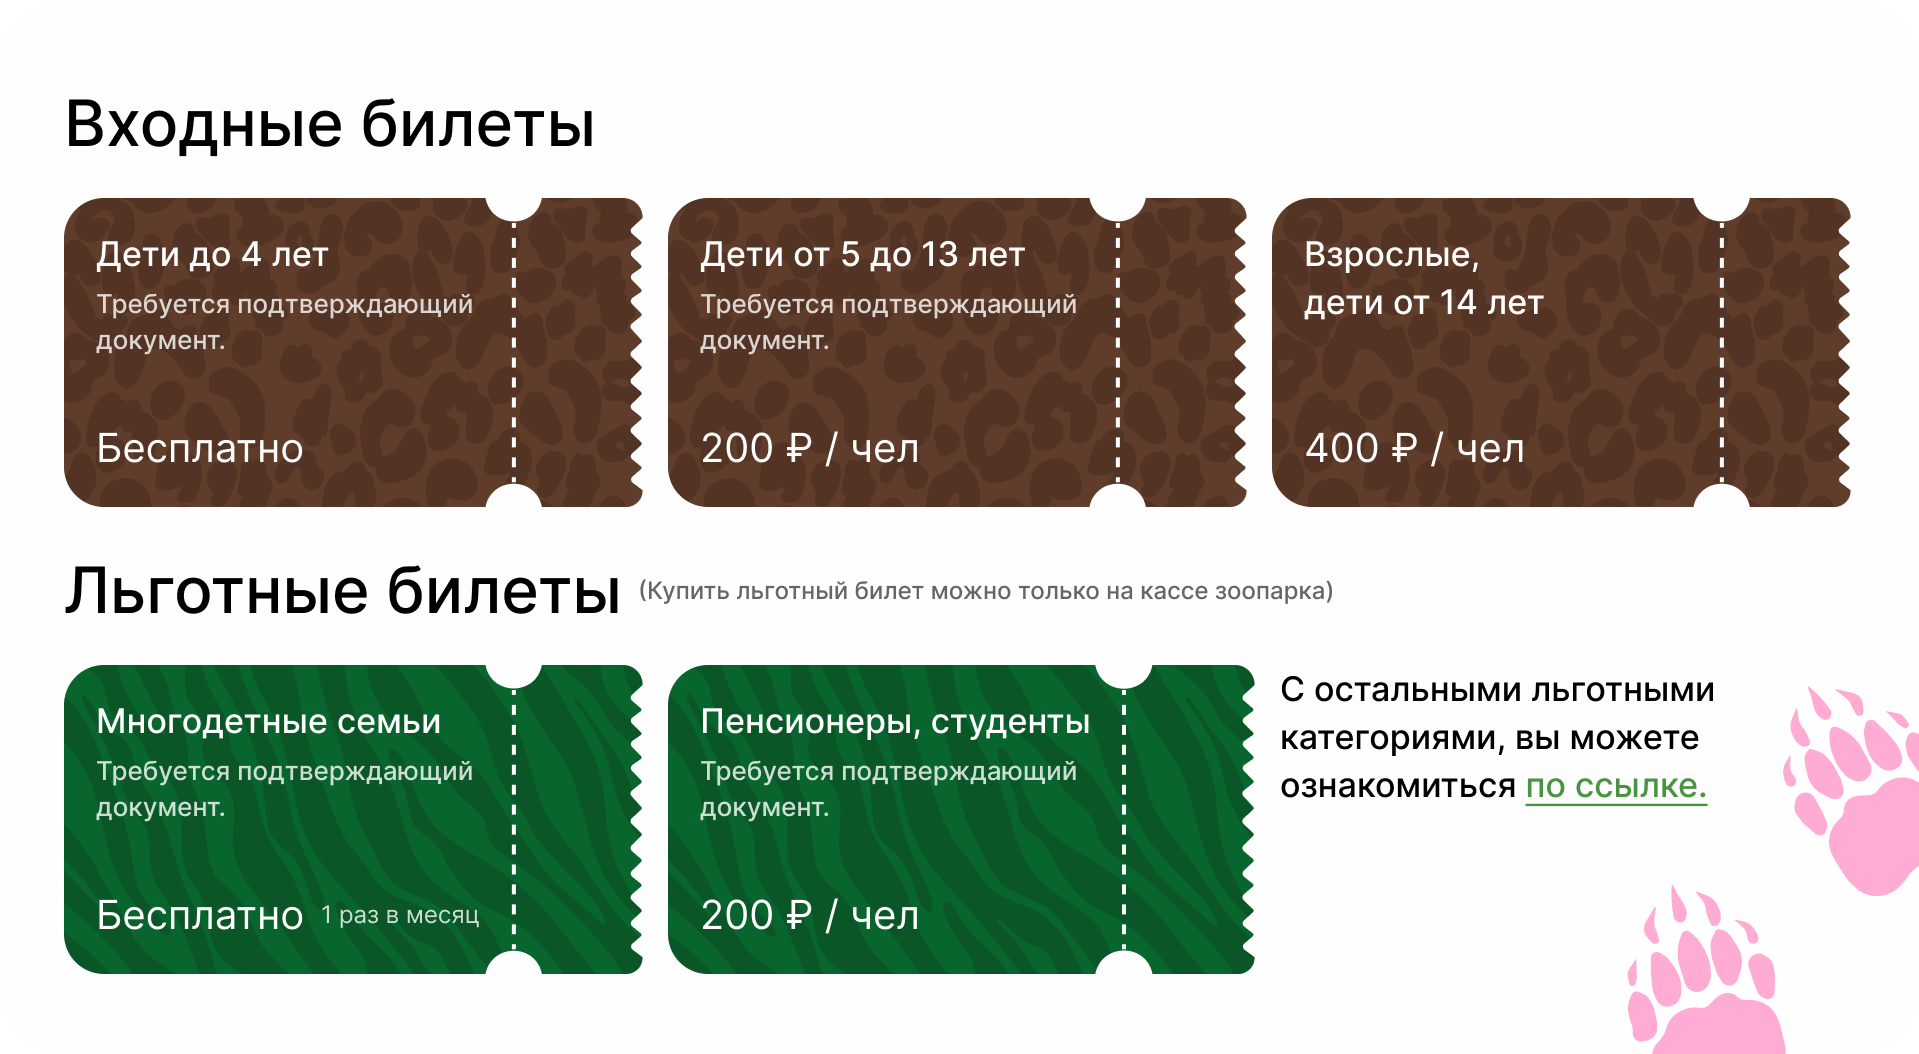 Входные билеты
Дети до 4 лет
Требуется подтверждающий
документ.
Бесплатно
Дети от 5 до 13 лет
Требуется подтверждающий
документ.
200 ₽ / чел
Взрослые,
дети от 14 лет
400 ₽ / чел
Льготные билеты (Купить льготный билет можно только на кассе зоопарка)
Многодетные семьи
Требуется подтверждающий
документ.
Бесплатно 1 раз в месяц
Пенсионеры, студенты
Требуется подтверждающий
документ.
200 ₽ / чел
С остальными льготными
категориями, вы можете
ознакомиться по ссылке.